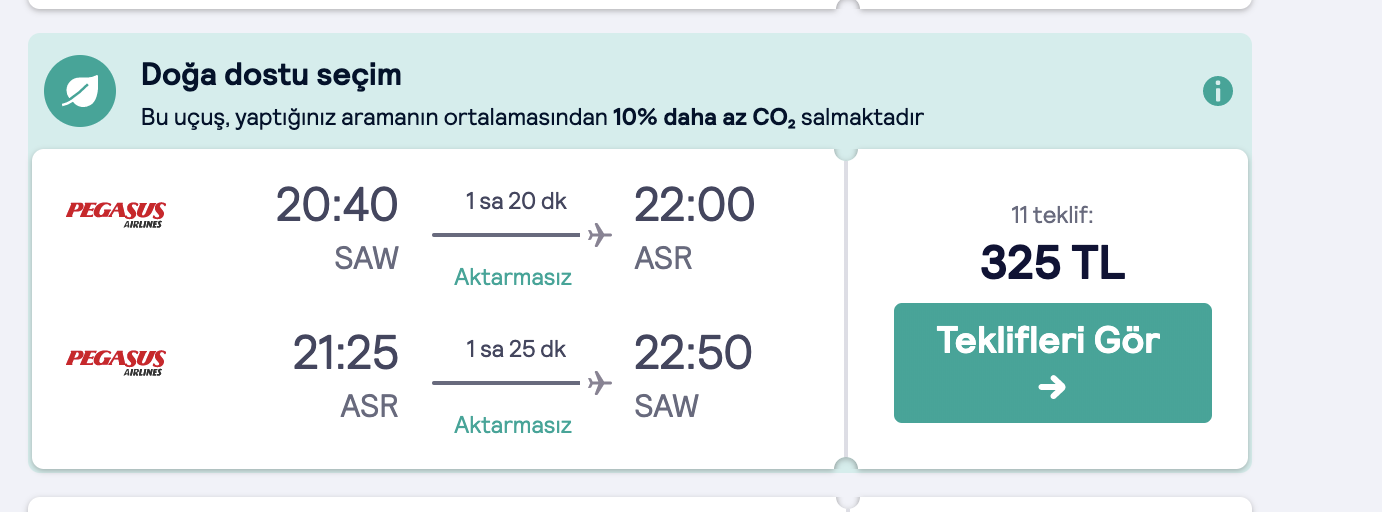 Doğa dostu seçim
Bu uçuş, yaptığınız aramanın ortalamasından 10% daha az CO₂ salmaktadır
PEGASUS AIRLINES
20:40
SAW
1 sa 20 dk
Aktarmasız
22:00
ASR
PEGASUS AIRLINES
21:25
ASR
1 sa 25 dk
Aktarmasız
22:50
SAW
11 teklif:
325 TL
Teklifleri Gör
→